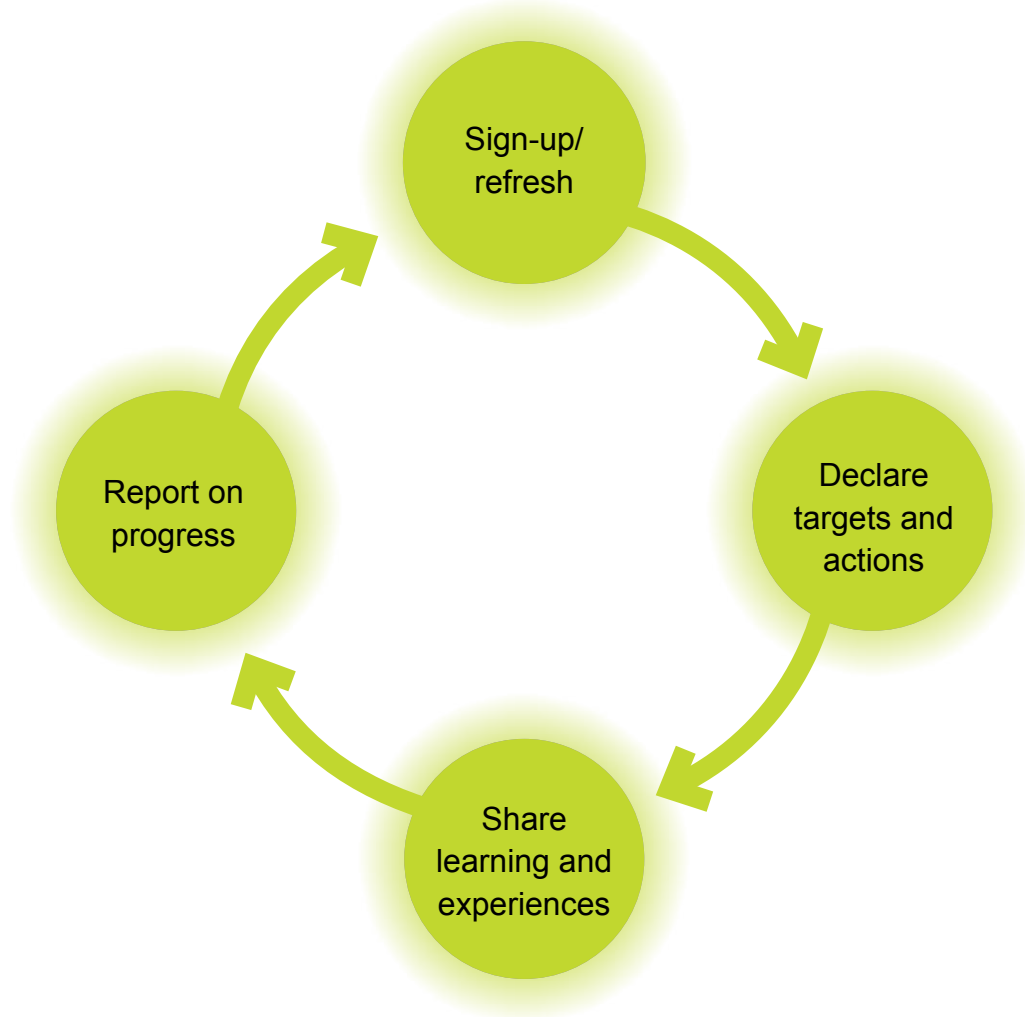 Sign-up/
refresh
Declare
targets and
actions
Share
learning and
experiences
Report on
progress